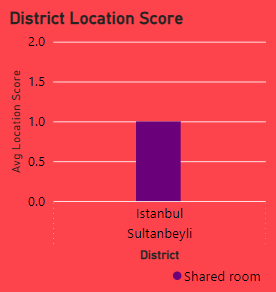 District Location Score
2.0
1.5
1.0
0.5
0.0
Avg Location Score
Istanbul
Sultanbeyli
District
Shared room